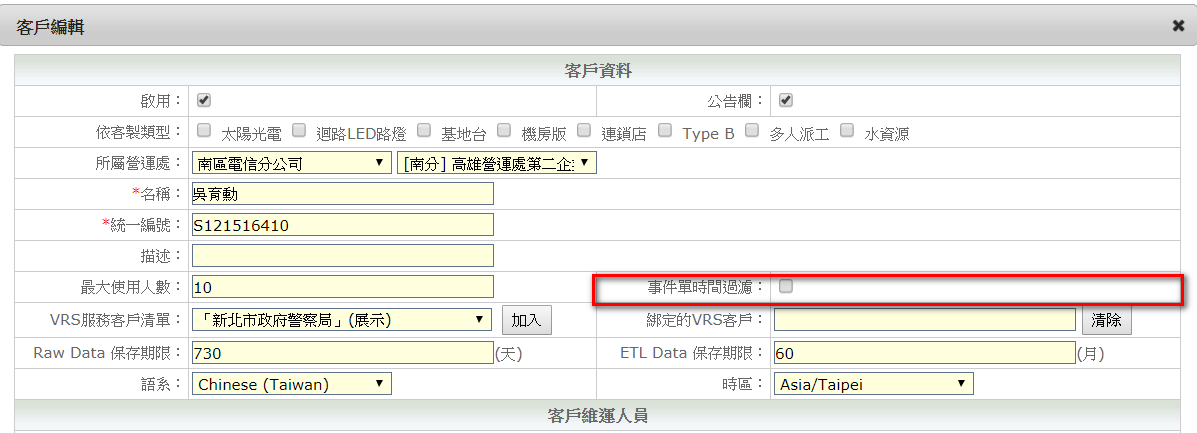 客戶編輯
客戶資料
啟用：
公告欄：
依客製類型： 太陽光電 迴路LED路燈 基地台 機房版 連鎖店 Type B 多人派工 水資源
所屬營運處： 南區電信分公司 [南分] 高雄營運處第二企
*名稱： 吳育勳
*統一編號： S121516410
描述：
最大使用人數： 10
事件單時間過濾：
VRS服務客戶清單： 「新北市政府警察局」(展示) 加入
綁定的VRS客戶： 清除
Raw Data 保存期限： 730 (天)
ETL Data 保存期限： 60 (月)
語系： Chinese (Taiwan)
時區： Asia/Taipei
客戶維運人員